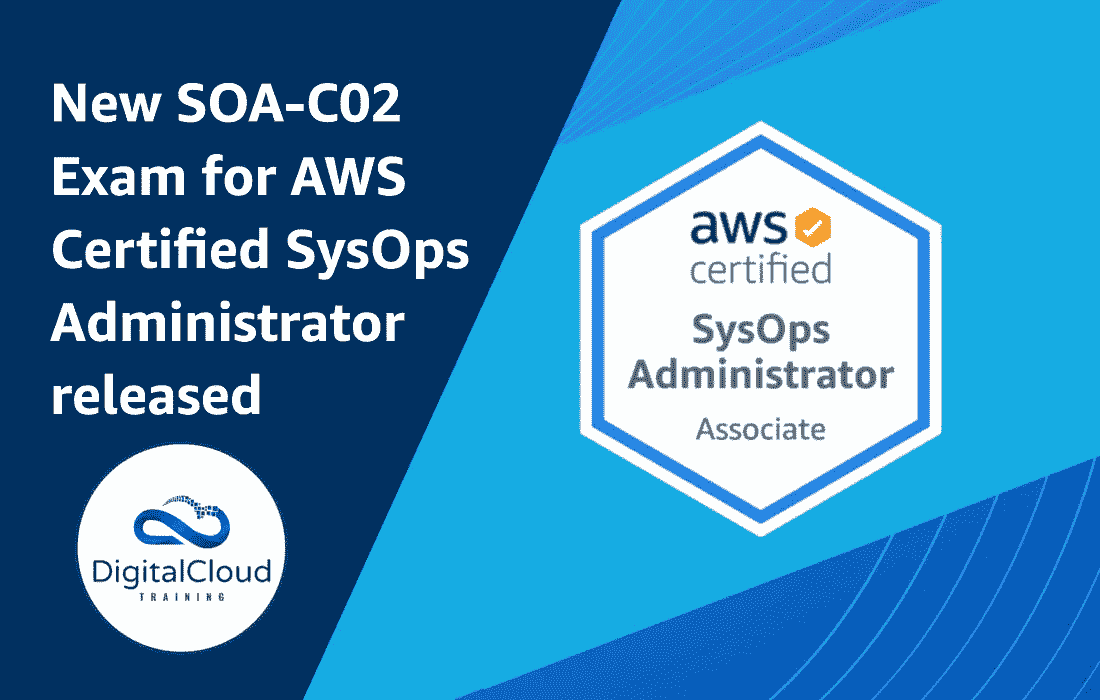 New SOA-C02
Exam for AWS
Certified SysOps
Administrator
released
DigitalCloud
TRAINING
aws
certified
SysOps
Administrator
Associate